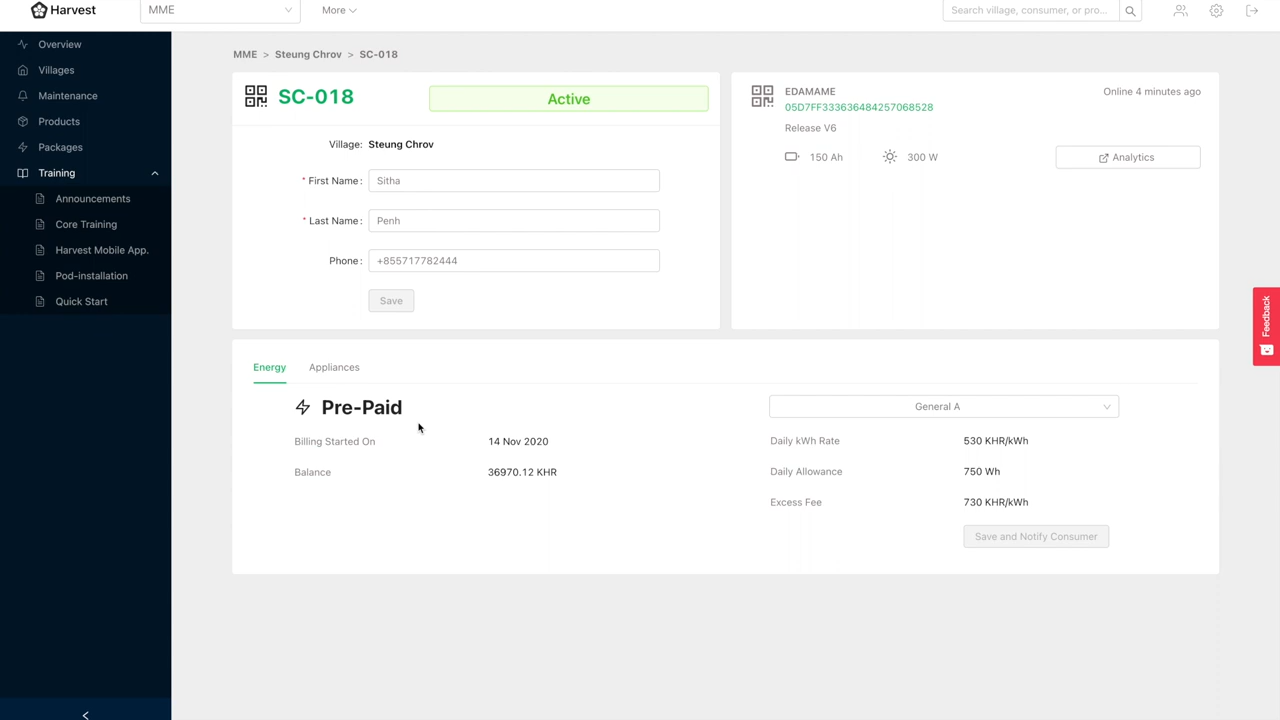 Harvest
MME
More
Search village, consumer, or pro...
Overview
Villages
Maintenance
Products
Packages
Training
Announcements
Core Training
Harvest Mobile App.
Pod-installation
Quick Start
MME > Steung Chrov > SC-018
SC-018
Active
Village: Steung Chrov
* First Name: Sitha
* Last Name: Penh
Phone: +855717782444
Save
EDAMAME
Online 4 minutes ago
05D7FF333636484257068528
Release V6
150 Ah
300 W
Analytics
Feedback
Energy
Appliances
Pre-Paid
Billing Started On 14 Nov 2020
Balance 36970.12 KHR
General A
Daily kWh Rate 530 KHR/kWh
Daily Allowance 750 Wh
Excess Fee 730 KHR/kWh
Save and Notify Consumer